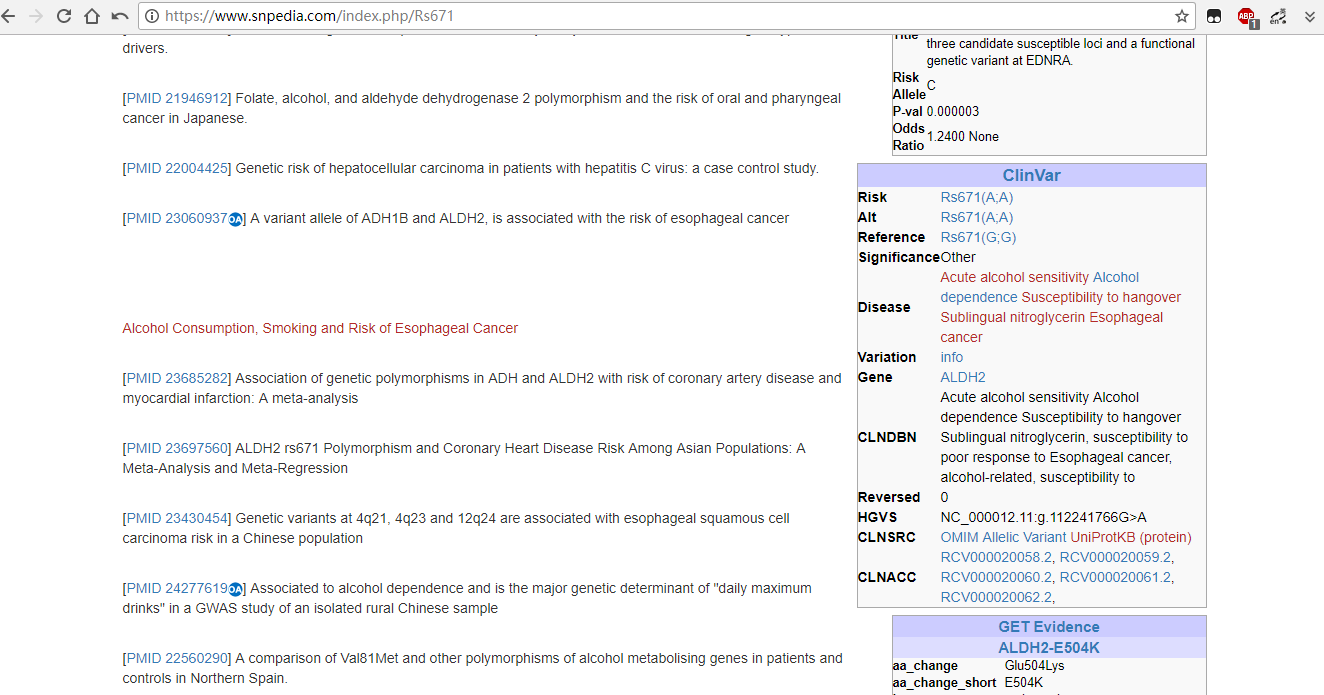 https://www.snpedia.com/index.php/Rs671
ABP
1
en
drivers.
[PMID 21946912] Folate, alcohol, and aldehyde dehydrogenase 2 polymorphism and the risk of oral and pharyngeal
cancer in Japanese.
[PMID 22004425] Genetic risk of hepatocellular carcinoma in patients with hepatitis C virus: a case control study.
[PMID 23060937OA] A variant allele of ADH1B and ALDH2, is associated with the risk of esophageal cancer
Alcohol Consumption, Smoking and Risk of Esophageal Cancer
[PMID 23685282] Association of genetic polymorphisms in ADH and ALDH2 with risk of coronary artery disease and
myocardial infarction: A meta-analysis
[PMID 23697560] ALDH2 rs671 Polymorphism and Coronary Heart Disease Risk Among Asian Populations: A
Meta-Analysis and Meta-Regression
[PMID 23430454] Genetic variants at 4q21, 4q23 and 12q24 are associated with esophageal squamous cell
carcinoma risk in a Chinese population
[PMID 24277619OA] Associated to alcohol dependence and is the major genetic determinant of "daily maximum
drinks" in a GWAS study of an isolated rural Chinese sample
[PMID 22560290] A comparison of Val81Met and other polymorphisms of alcohol metabolising genes in patients and
controls in Northern Spain.
Title three candidate susceptible loci and a functional
genetic variant at EDNRA.
Risk
Allele C
P-val 0.000003
Odds
Ratio 1.2400 None
ClinVar
Risk Rs671(A;A)
Alt Rs671(A;A)
Reference Rs671(G;G)
Significance Other
Disease Acute alcohol sensitivity Alcohol
dependence Susceptibility to hangover
Sublingual nitroglycerin Esophageal
cancer
Variation info
Gene ALDH2
CLNDBN Acute alcohol sensitivity Alcohol
dependence Susceptibility to hangover
Sublingual nitroglycerin, susceptibility to
poor response to Esophageal cancer,
alcohol-related, susceptibility to
Reversed 0
HGVS NC_000012.11:g.112241766G>A
CLNSRC OMIM Allelic Variant UniProtKB (protein)
CLNACC RCV000020058.2, RCV000020059.2,
RCV000020060.2, RCV000020061.2,
RCV000020062.2,
GET Evidence
ALDH2-E504K
aa_change Glu504Lys
aa_change_short E504K